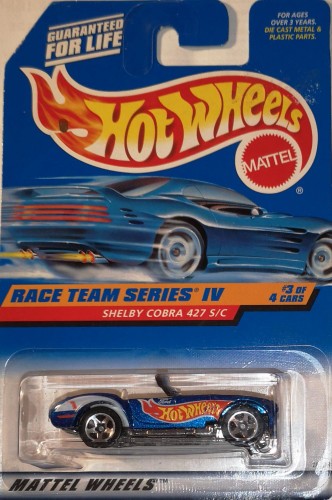 GUARANTEED
FOR LIFE
FOR AGES
OVER 3 YEARS.
DIE CAST METAL &
PLASTIC PARTS.
Hot Wheels
MATTEL
®
RACE TEAM SERIES IV
#3 OF
4 CARS
SHELBY COBRA 427 S/C
HOT WHEELS
MATTEL WHEELS™